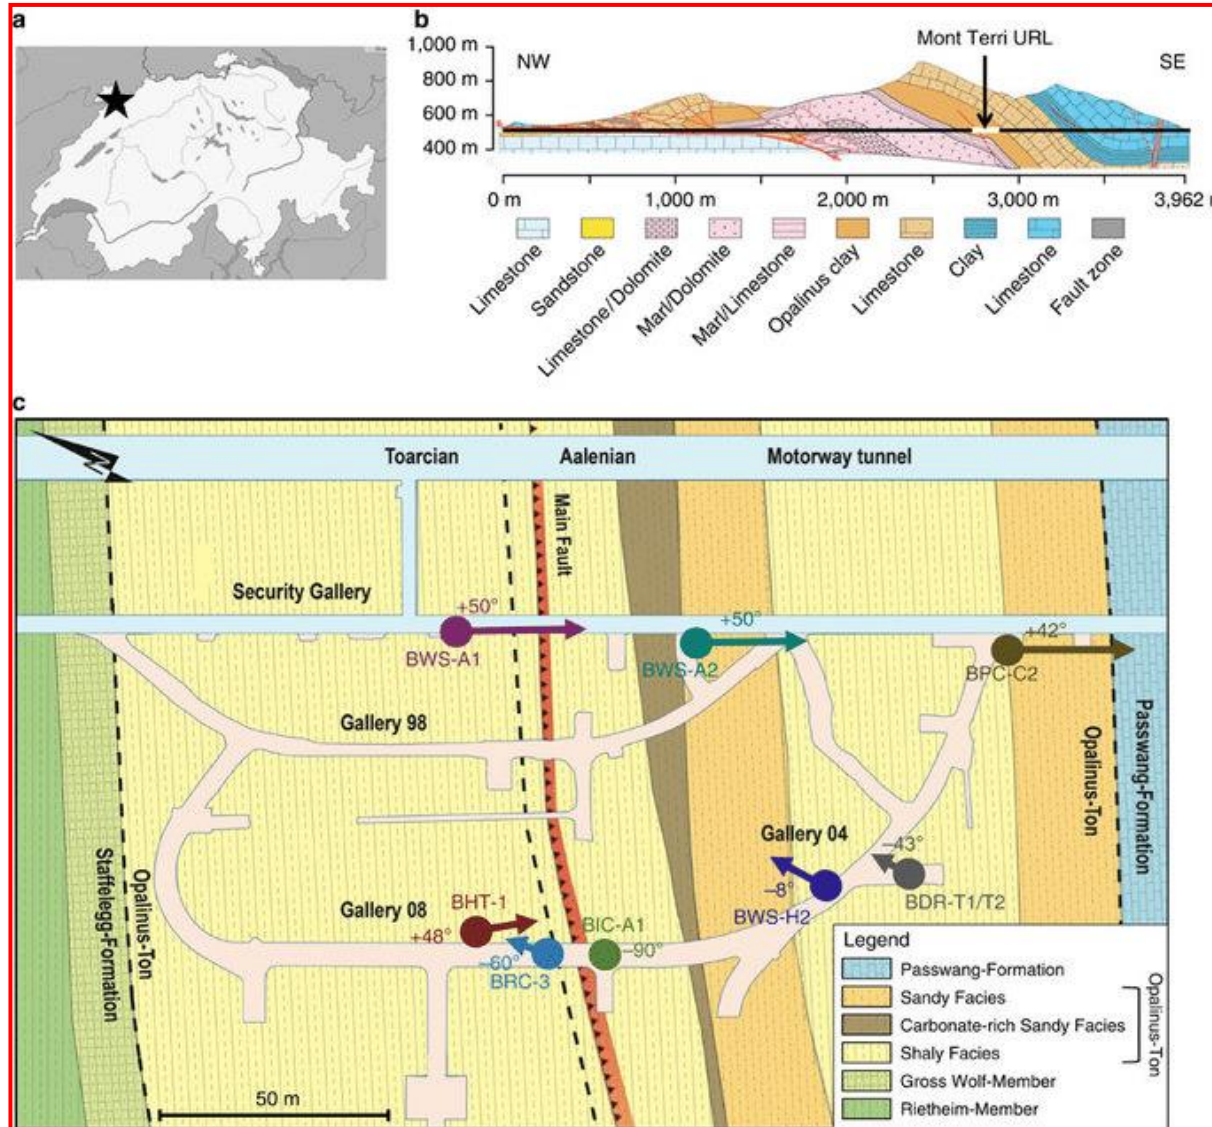 a
b
1,000 m
800 m
600 m
400 m
NW
Mont Terri URL
SE
0 m
1,000 m
2,000 m
3,000 m
3,962 m
Limestone
Sandstone
Limestone/Dolomite
Marl/Dolomite
Marl/Limestone
Opalinus clay
Limestone
Clay
Limestone
Fault zone
c
N
Toarcian
Aalenian
Motorway tunnel
Main Fault
Security Gallery
+50°
BWS-A1
+50°
BWS-A2
+42°
BPC-C2
Gallery 98
Passwang-Formation
Opalinus-Ton
Gallery 04
–43°
BDR-T1/T2
–8°
BWS-H2
Staffelegg-Formation
Opalinus-Ton
Gallery 08
BHT-1
+48°
BIC-A1
–90°
–60°
BRC-3
50 m
Legend
Passwang-Formation
Sandy Facies
Carbonate-rich Sandy Facies
Shaly Facies
Gross Wolf-Member
Rietheim-Member
Opalinus-Ton